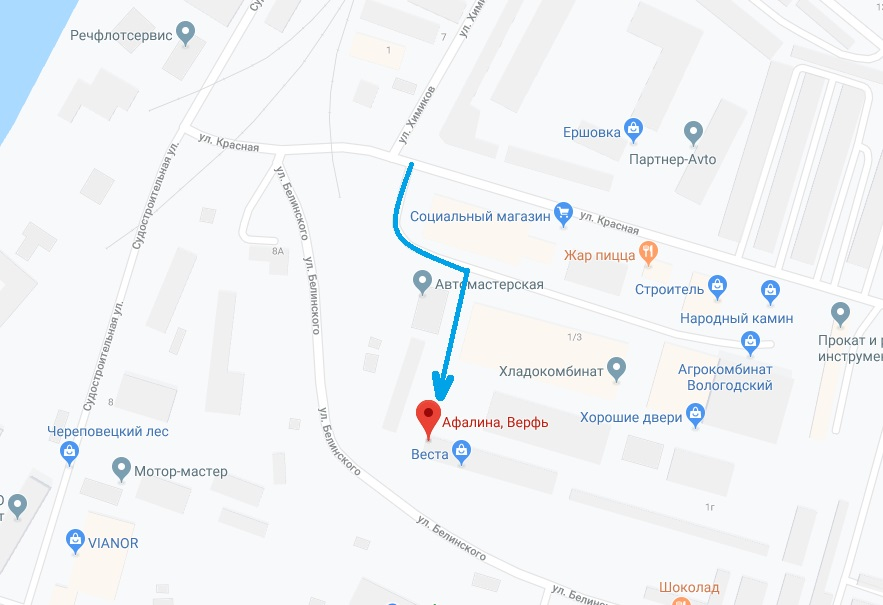 Речфлотсервис
7
ул. Химиков
1
ул. Химиков
Ершовка
Партнер-Avto
ул. Красная
Судостроительная ул.
ул. Белинского
Социальный магазин
ул. Красная
8А
Жар пицца
ул. Белинского
Автомастерская
Строитель
Народный камин
Судостроительная ул.
1/3
Прокат и
инструме
Хладокомбинат
Агрокомбинат
Вологодский
8
Хорошие двери
Афалина, Верфь
Череповецкий лес
ул. Белинского
Веста
Мотор-мастер
1г
VIANOR
ул. Белинского
Шоколад
ул. Белин